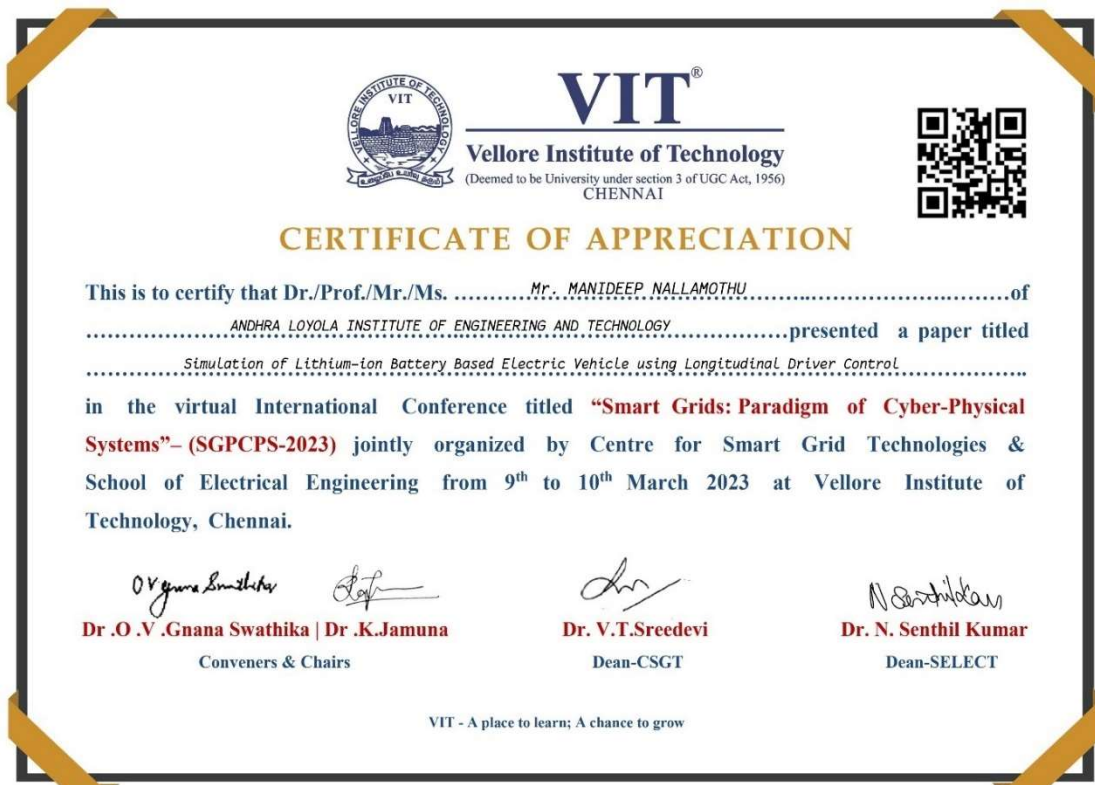 VELLORE INSTITUTE OF TECHNOLOGY
VIT
VIT®
Vellore Institute of Technology
(Deemed to be University under section 3 of UGC Act, 1956)
CHENNAI
CERTIFICATE OF APPRECIATION
This is to certify that Dr./Prof./Mr./Ms. ..........Mr. MANIDEEP NALLAMOTHU..............................of
....................ANDHRA LOYOLA INSTITUTE OF ENGINEERING AND TECHNOLOGY................presented a paper titled
..............Simulation of Lithium-ion Battery Based Electric Vehicle using Longitudinal Driver Control..................
in the virtual International Conference titled “Smart Grids: Paradigm of Cyber-Physical
Systems”– (SGPCPS-2023) jointly organized by Centre for Smart Grid Technologies &
School of Electrical Engineering from 9th to 10th March 2023 at Vellore Institute of
Technology, Chennai.
Dr .O .V .Gnana Swathika | Dr .K.Jamuna
Conveners & Chairs
Dr. V.T.Sreedevi
Dean-CSGT
Dr. N. Senthil Kumar
Dean-SELECT
VIT - A place to learn; A chance to grow